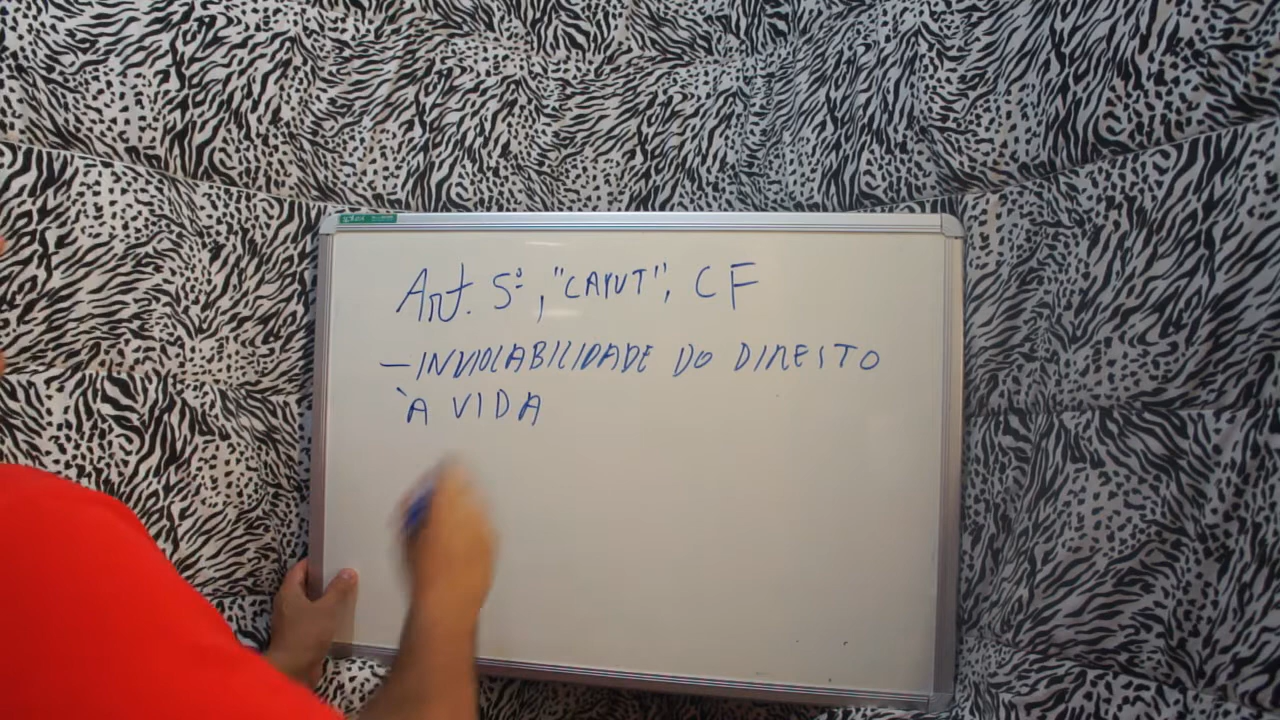 Art. 5º, "CAPUT", CF
— INVIOLABILIDADE DO DIREITO
À VIDA